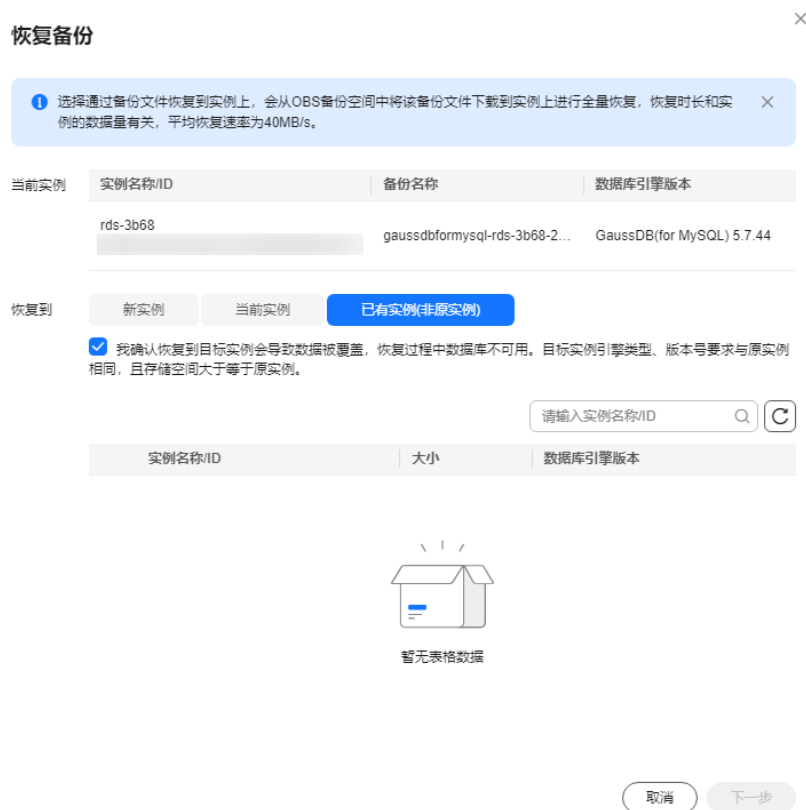 恢复备份
选择通过备份文件恢复到实例上，会从OBS备份空间中将该备份文件下载到实例上进行全量恢复，恢复时长和实
例的数据量有关，平均恢复速率为40MB/s。
当前实例 实例名称/ID 备份名称 数据库引擎版本
rds-3b68
gaussdbformysql-rds-3b68-2... GaussDB(for MySQL) 5.7.44
恢复到 新实例 当前实例 已有实例(非原实例)
我确认恢复到目标实例会导致数据被覆盖，恢复过程中数据库不可用。目标实例引擎类型、版本号要求与原实例
相同，且存储空间大于等于原实例。
请输入实例名称/ID
实例名称/ID 大小 数据库引擎版本
暂无表格数据
取消 下一步